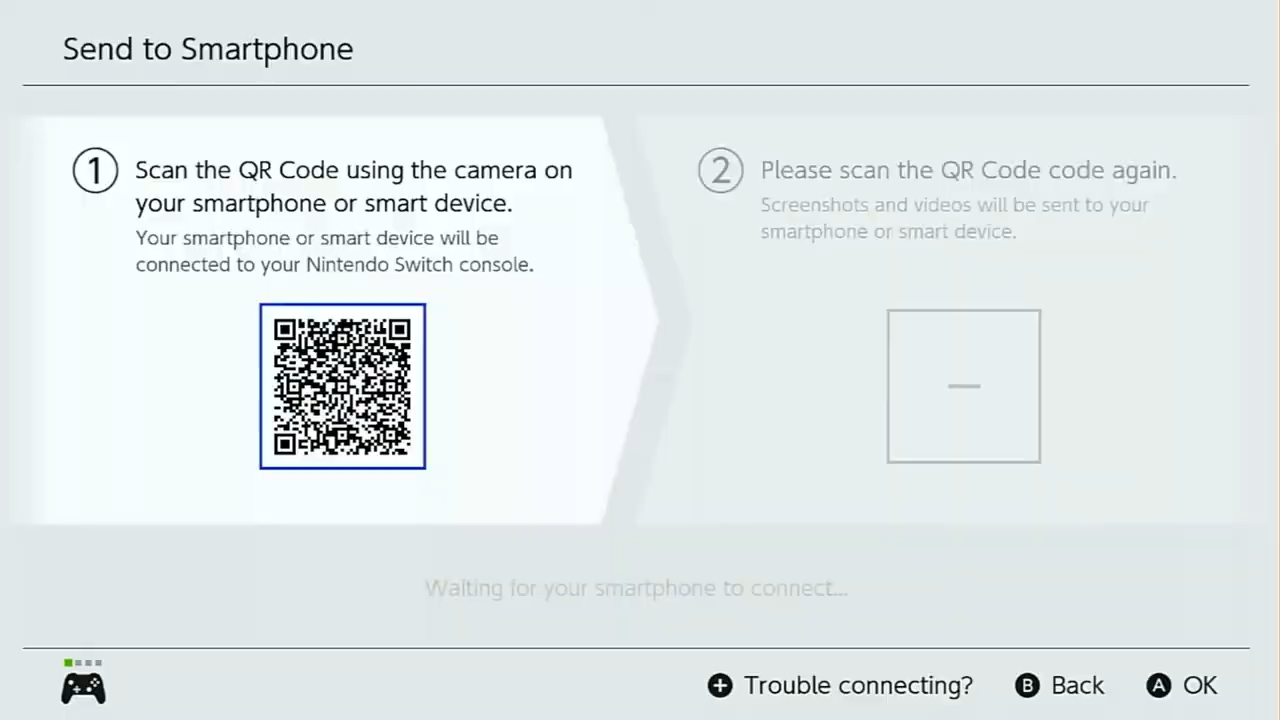 Send to Smartphone
1 Scan the QR Code using the camera on
your smartphone or smart device.
Your smartphone or smart device will be
connected to your Nintendo Switch console.
2 Please scan the QR Code code again.
Screenshots and videos will be sent to your
smartphone or smart device.
Waiting for your smartphone to connect...
+ Trouble connecting? B Back A OK